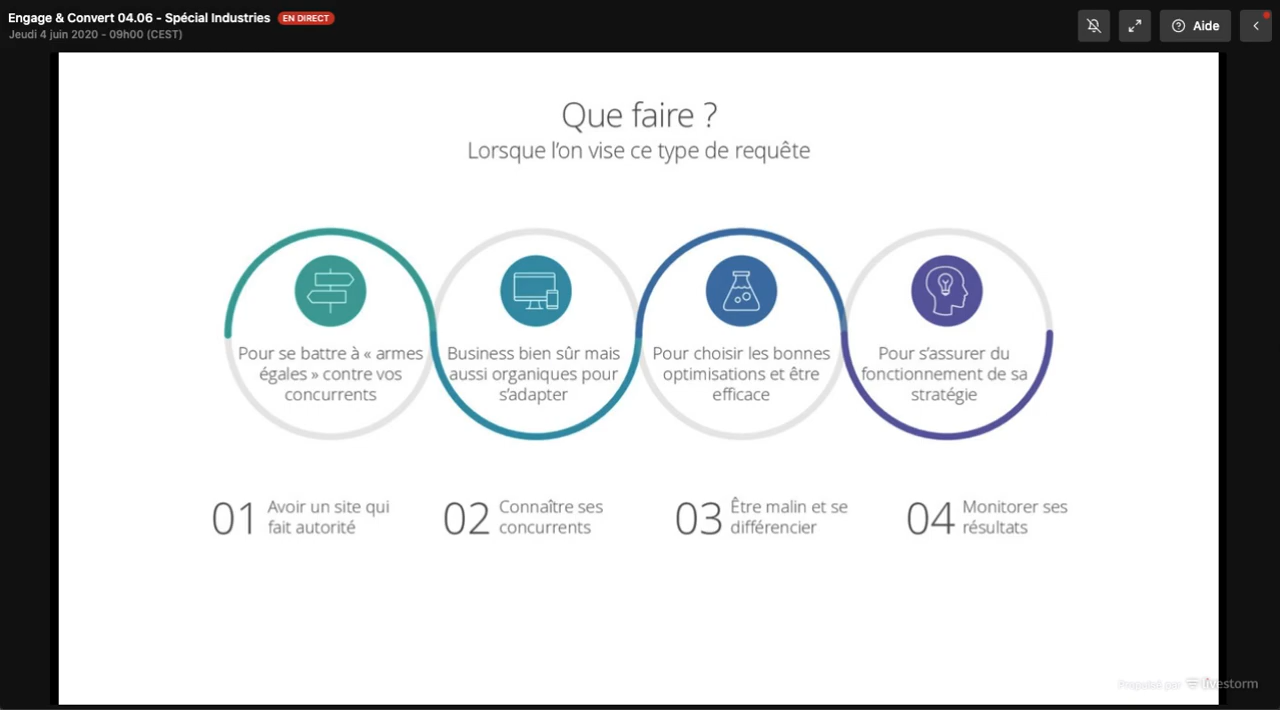 Engage & Convert 04.06 - Spécial Industries EN DIRECT
Jeudi 4 juin 2020 - 09h00 (CEST)
Aide
Que faire ?
Lorsque l'on vise ce type de requête
Pour se battre à « armes
égales » contre vos
concurrents
Business bien sûr mais
aussi organiques pour
s'adapter
Pour choisir les bonnes
optimisations et être
efficace
Pour s'assurer du
fonctionnement de sa
stratégie
01 Avoir un site qui
fait autorité
02 Connaître ses
concurrents
03 Être malin et se
différencier
04 Monitorer ses
résultats
Propulsé par livestorm